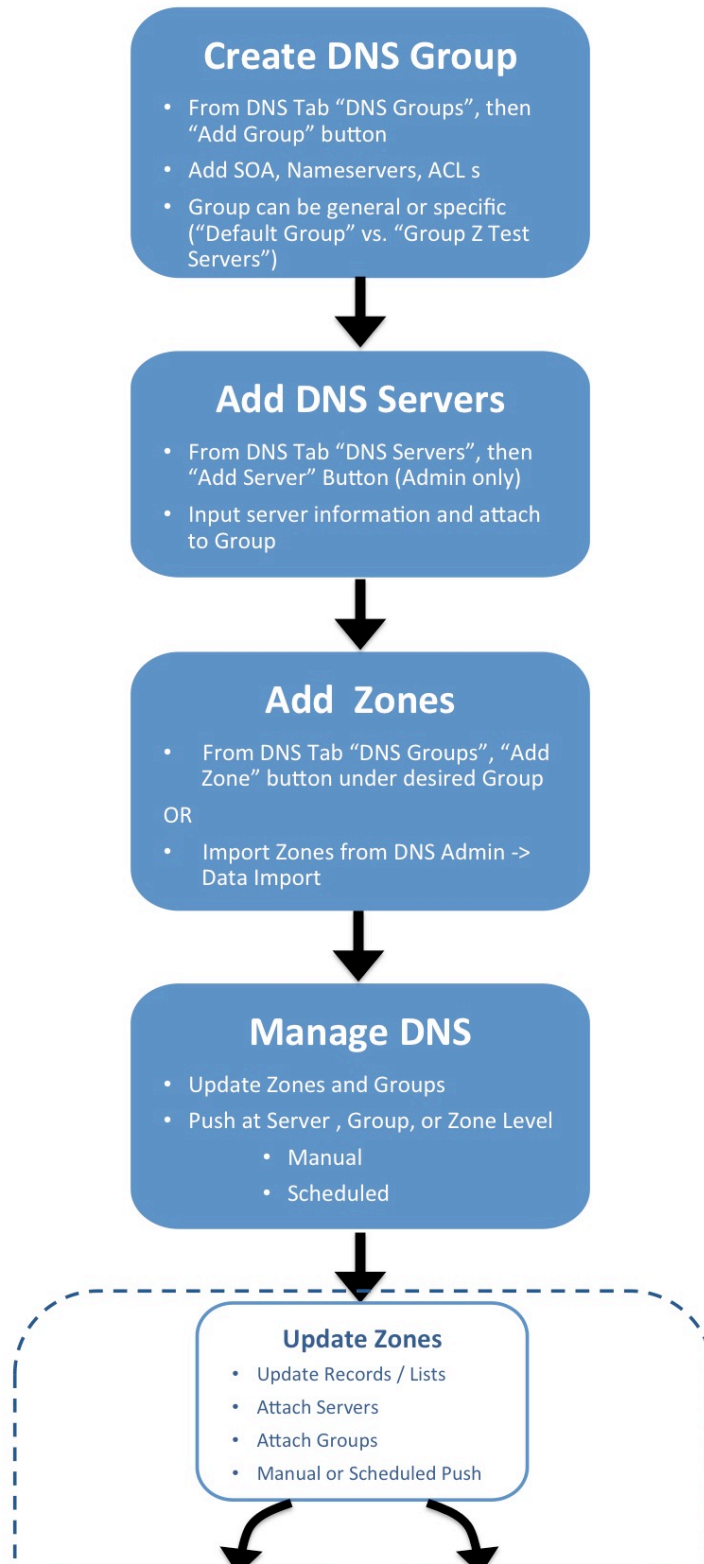 Create DNS Group
• From DNS Tab “DNS Groups”, then
“Add Group” button
• Add SOA, Nameservers, ACL s
• Group can be general or specific
(“Default Group” vs. “Group Z Test
Servers”)
Add DNS Servers
• From DNS Tab “DNS Servers”, then
“Add Server” Button (Admin only)
• Input server information and attach
to Group
Add  Zones
• From DNS Tab “DNS Groups”, “Add
Zone” button under desired Group
OR
• Import Zones from DNS Admin ->
Data Import
Manage DNS
• Update Zones and Groups
• Push at Server , Group, or Zone Level
• Manual
• Scheduled
Update Zones
• Update Records / Lists
• Attach Servers
• Attach Groups
• Manual or Scheduled Push